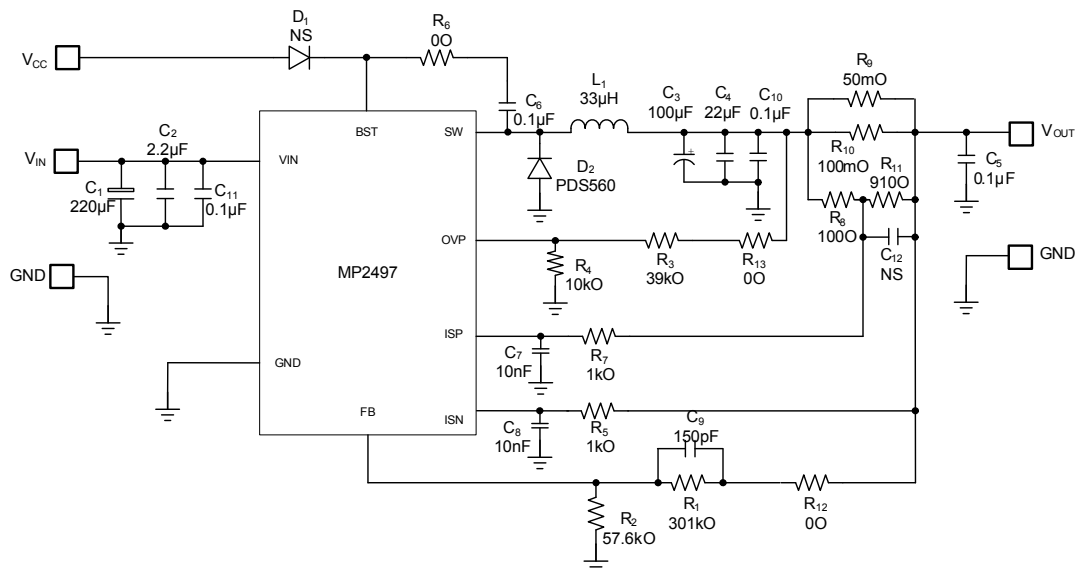 D1
NS
R6
0O
VCC
L1
33µH
R9
50mO
C6
0.1µF
C3
100µF
C4
22µF
C10
0.1µF
BST
SW
VOUT
VIN
C2
2.2µF
VIN
R10
100mO
R11
910O
C5
0.1µF
D2
PDS560
C1
220µF
C11
0.1µF
R8
100O
OVP
C12
NS
GND
MP2497
R4
10kO
R3
39kO
R13
0O
GND
ISP
C7
10nF
R7
1kO
GND
FB
ISN
C8
10nF
R5
1kO
C9
150pF
R2
57.6kO
R1
301kO
R12
0O